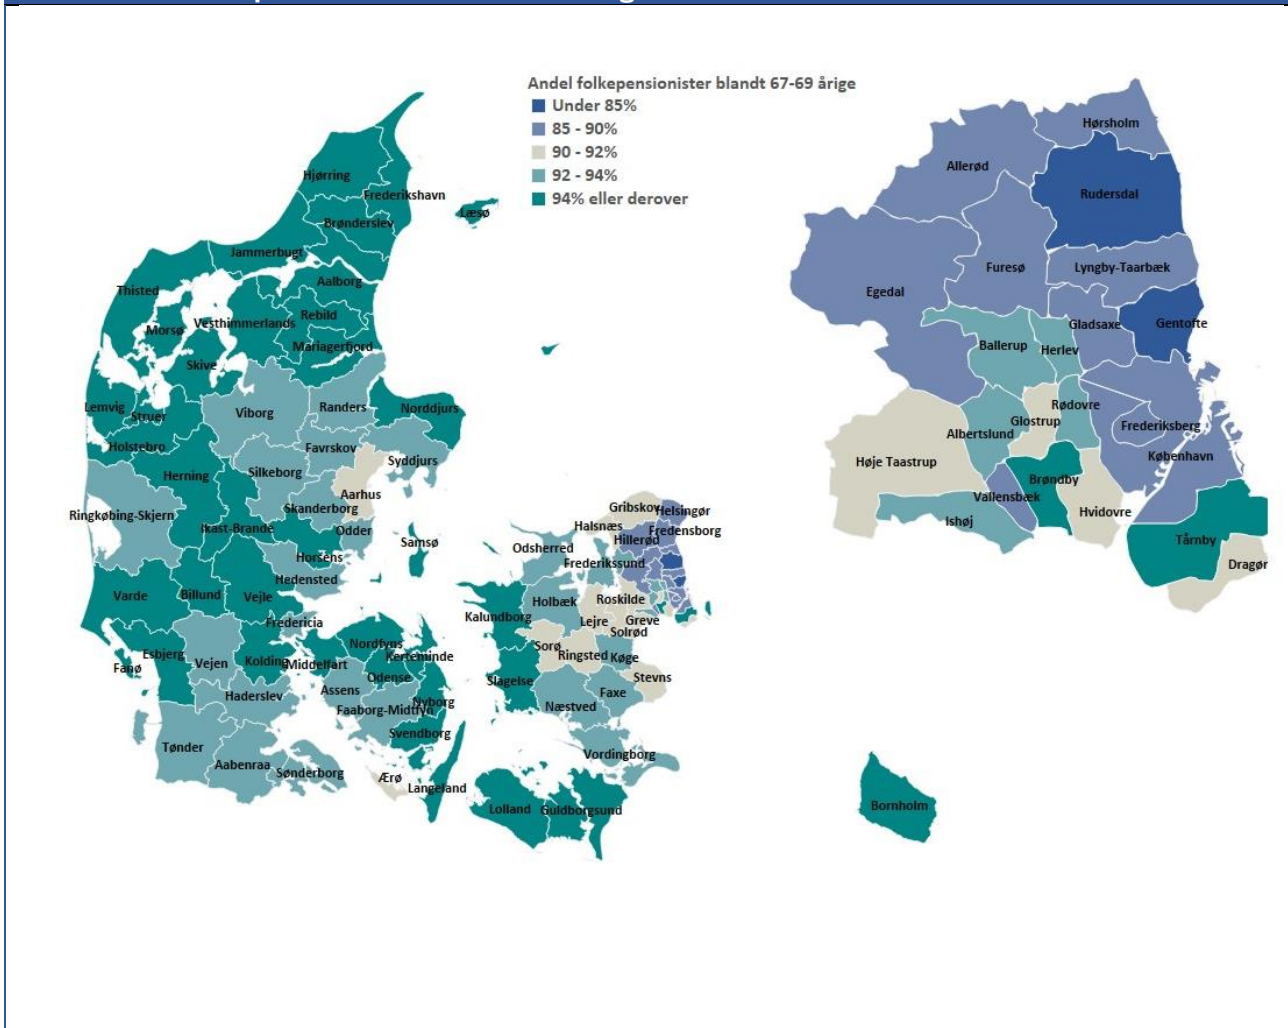 Andel folkepensionister blandt 67-69 årige
Under 85%
85 - 90%
90 - 92%
92 - 94%
94% eller derover
Hjørring
Frederikshavn
Læsø
Brønderslev
Jammerbugt
Aalborg
Thisted
Rebild
Morsø
Vesthimmerlands
Mariagerfjord
Skive
Lemvig
Struer
Viborg
Randers
Norddjurs
Holstebro
Favrskov
Syddjurs
Herning
Silkeborg
Aarhus
Skanderborg
Ringkøbing-Skjern
Ikast-Brande
Odder
Samsø
Horsens
Hedensted
Varde
Billund
Vejle
Fredericia
Esbjerg
Fanø
Vejen
Kolding
Middelfart
Nordfyns
Kerteminde
Odense
Assens
Haderslev
Nyborg
Faaborg-Midtfyn
Svendborg
Tønder
Aabenraa
Sønderborg
Ærø
Langeland
Gribskov
Helsingør
Halsnæs
Fredensborg
Hillerød
Odsherred
Frederikssund
Holbæk
Roskilde
Kalundborg
Lejre
Greve
Solrød
Sorø
Ringsted
Køge
Slagelse
Stevns
Faxe
Næstved
Vordingborg
Lolland
Guldborgsund
Hørsholm
Allerød
Rudersdal
Furesø
Lyngby-Taarbæk
Egedal
Gladsaxe
Gentofte
Ballerup
Herlev
Rødovre
Glostrup
Frederiksberg
Albertslund
København
Høje Taastrup
Brøndby
Vallensbæk
Hvidovre
Ishøj
Tårnby
Dragør
Bornholm